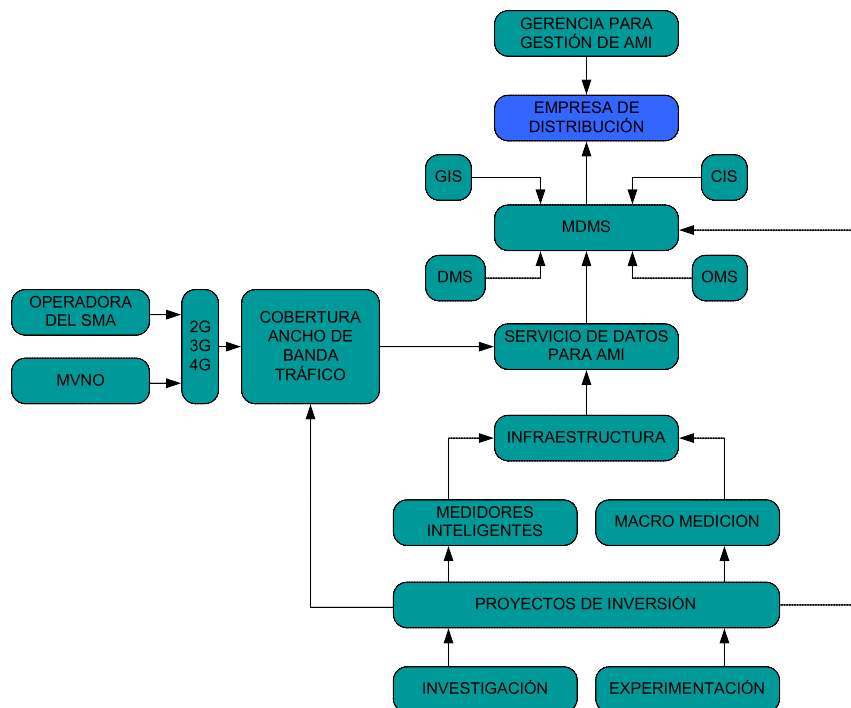 GERENCIA PARA
GESTIÓN DE AMI
EMPRESA DE
DISTRIBUCIÓN
GIS
CIS
MDMS
DMS
OMS
OPERADORA
DEL SMA
MVNO
2G
3G
4G
COBERTURA
ANCHO DE
BANDA
TRÁFICO
SERVICIO DE DATOS
PARA AMI
INFRAESTRUCTURA
MEDIDORES
INTELIGENTES
MACRO MEDICION
PROYECTOS DE INVERSIÓN
INVESTIGACIÓN
EXPERIMENTACIÓN